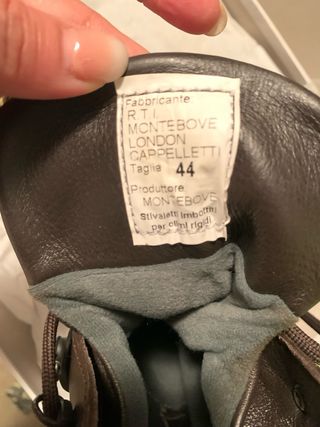 Fabbricante
R.T.I.
MONTEBOVE
LONDON
CAPPELLETTI
Taglia 44
Produttore
MONTEBOVE
Stivaletti imbottiti
per climi rigidi